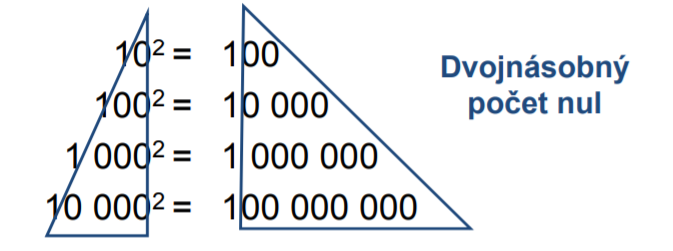 10² = 100
100² = 10 000
1 000² = 1 000 000
10 000² = 100 000 000
Dvojnásobný
počet nul